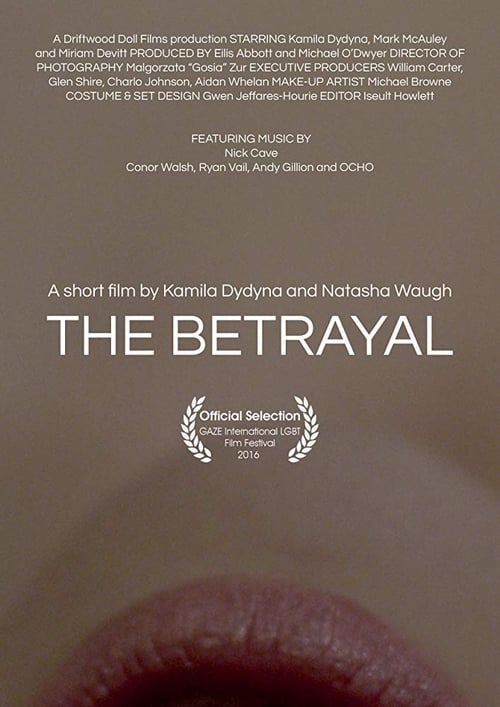 A Driftwood Doll Films production STARRING Kamila Dydyna, Mark McAuley
and Miriam Devitt PRODUCED BY Eilis Abbott and Michael O'Dwyer DIRECTOR OF
PHOTOGRAPHY Malgorzata "Gosia" Zur EXECUTIVE PRODUCERS William Carter,
Glen Shire, Charlo Johnson, Aidan Whelan MAKE-UP ARTIST Michael Browne
COSTUME & SET DESIGN Gwen Jeffares-Hourie EDITOR Iseult Howlett
FEATURING MUSIC BY
Nick Cave
Conor Walsh, Ryan Vail, Andy Gillion and OCHO
A short film by Kamila Dydyna and Natasha Waugh
THE BETRAYAL
Official Selection
GAZE International LGBT
Film Festival
2016